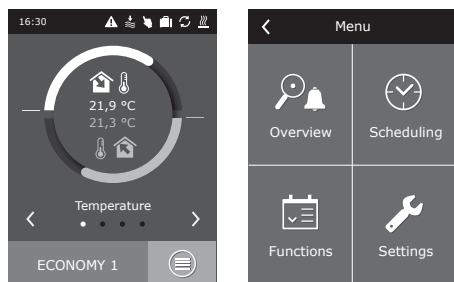 16:30
21,9 °C
21,3 °C
Temperature
ECONOMY 1
Menu
Overview
Scheduling
Functions
Settings